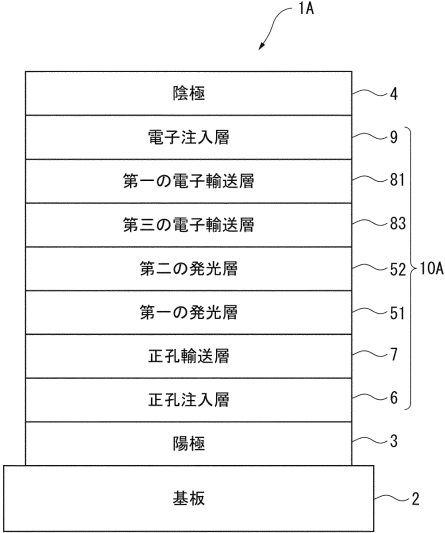 1A
陰極 4
電子注入層 9
第一の電子輸送層 81
第三の電子輸送層 83
第二の発光層 52
10A
第一の発光層 51
正孔輸送層 7
正孔注入層 6
陽極 3
基板 2